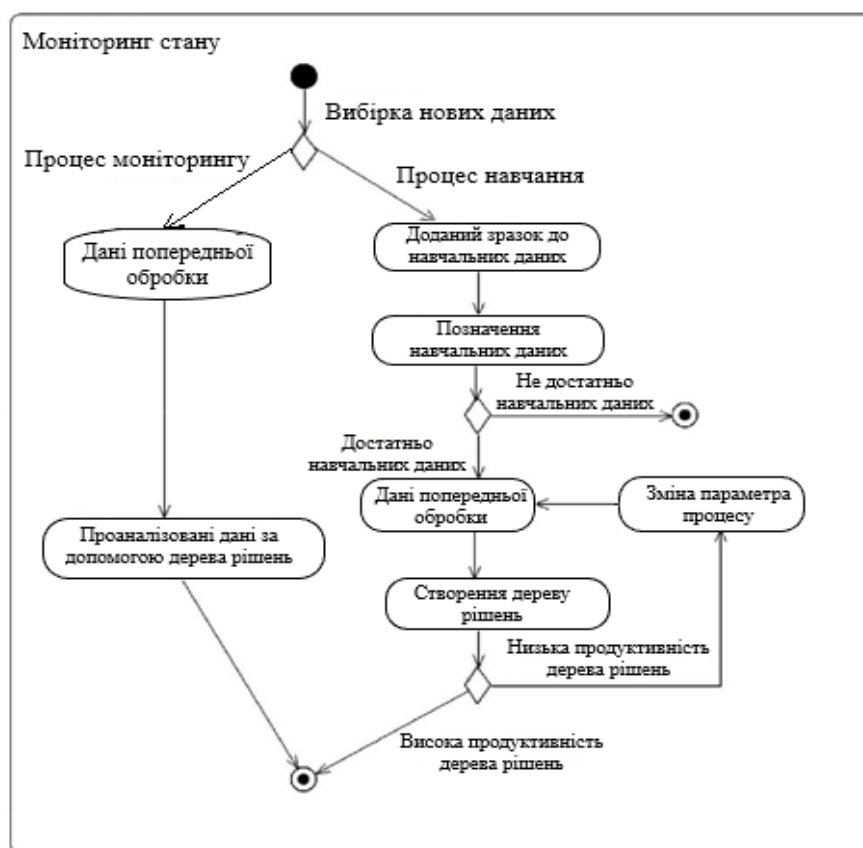 Моніторинг стану
Вибірка нових даних
Процес моніторингу
Процес навчання
Дані попередньої
обробки
Доданий зразок до
навчальних даних
Позначення
навчальних даних
Не достатньо
навчальних даних
Достатньо
навчальних даних
Дані попередньої
обробки
Зміна параметра
процесу
Проаналізовані дані за
допомогою дерева рішень
Створення дереву
рішень
Низька продуктивність
дерева рішень
Висока продуктивність
дерева рішень